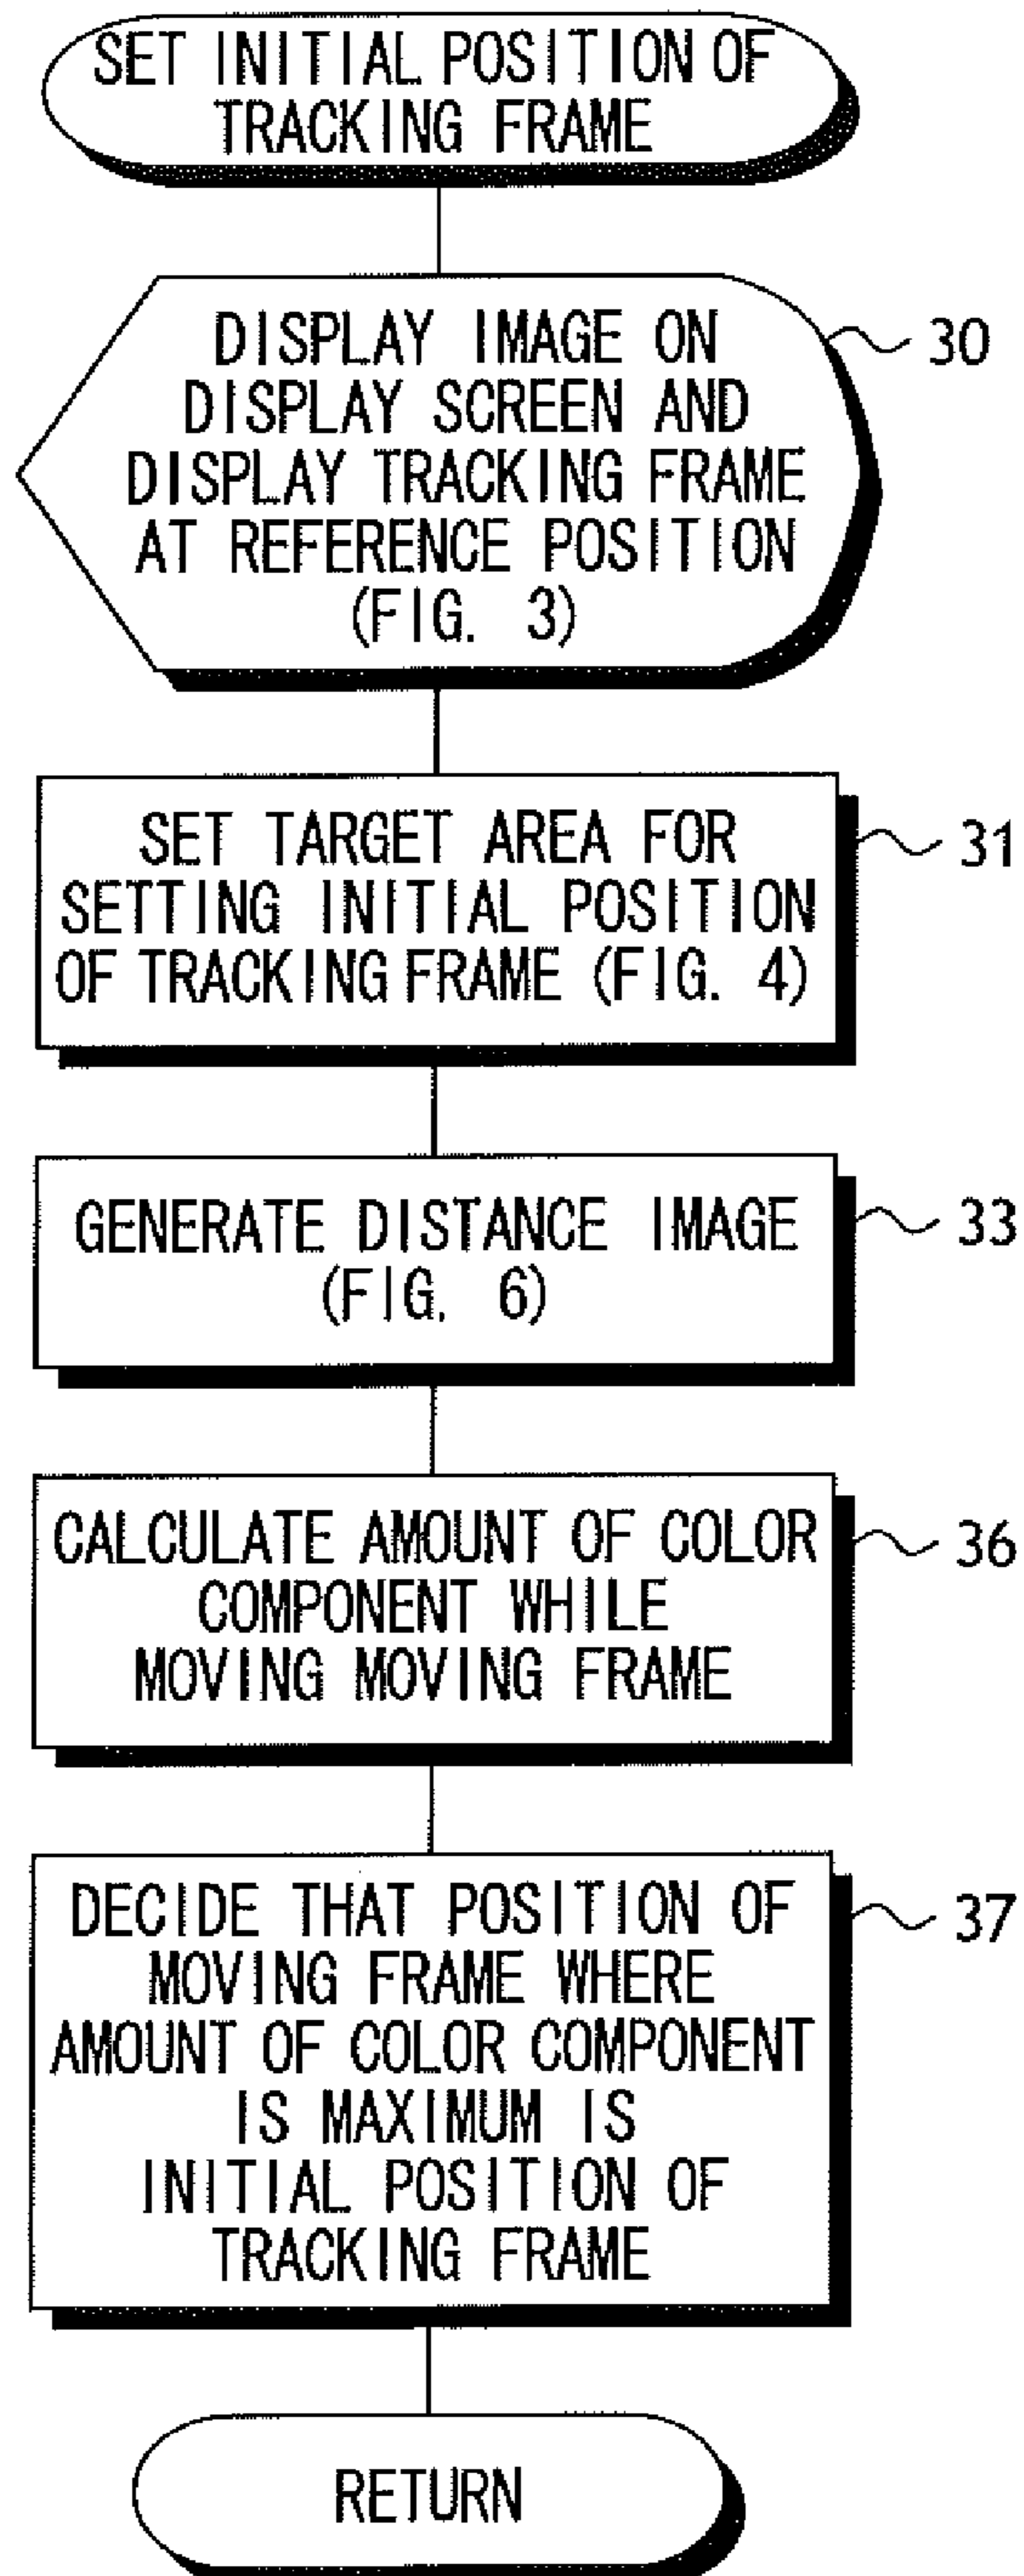 SET INITIAL POSITION OF
TRACKING FRAME
DISPLAY IMAGE ON
DISPLAY SCREEN AND
DISPLAY TRACKING FRAME
AT REFERENCE POSITION
(FIG. 3)
30
SET TARGET AREA FOR
SETTING INITIAL POSITION
OF TRACKING FRAME (FIG. 4)
31
GENERATE DISTANCE IMAGE
(FIG. 6)
33
CALCULATE AMOUNT OF COLOR
COMPONENT WHILE
MOVING MOVING FRAME
36
DECIDE THAT POSITION OF
MOVING FRAME WHERE
AMOUNT OF COLOR COMPONENT
IS MAXIMUM IS
INITIAL POSITION OF
TRACKING FRAME
37
RETURN